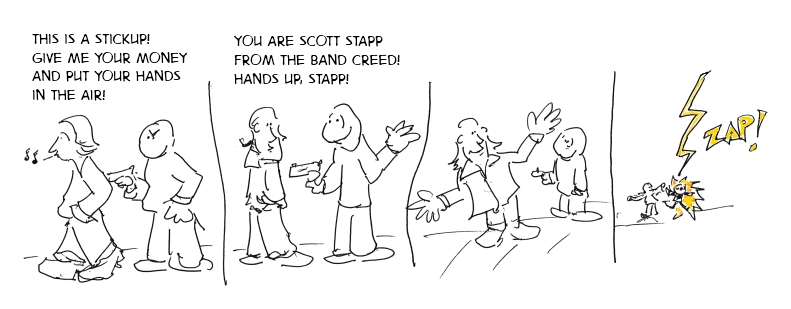 THIS IS A STICKUP!
GIVE ME YOUR MONEY
AND PUT YOUR HANDS
IN THE AIR!
YOU ARE SCOTT STAPP
FROM THE BAND CREED!
HANDS UP, STAPP!
ZAP!